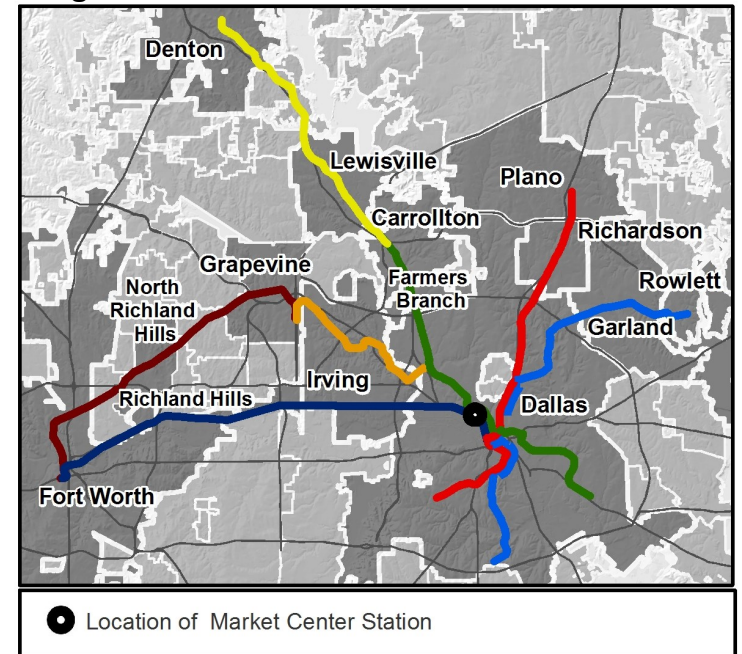 Denton
Lewisville
Plano
Carrollton
Richardson
Grapevine
Farmers
Branch
Rowlett
North
Richland
Hills
Garland
Irving
Richland Hills
Dallas
Fort Worth
Location of Market Center Station